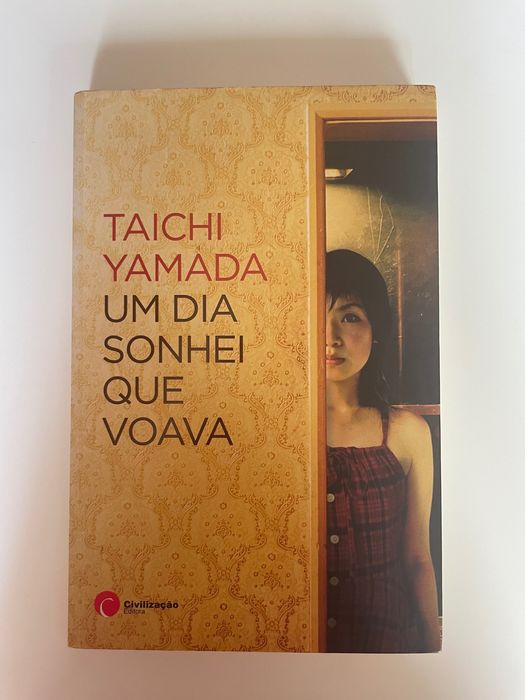 TAICHI
YAMADA
UM DIA
SONHEI
QUE
VOAVA
Civilização
Editora